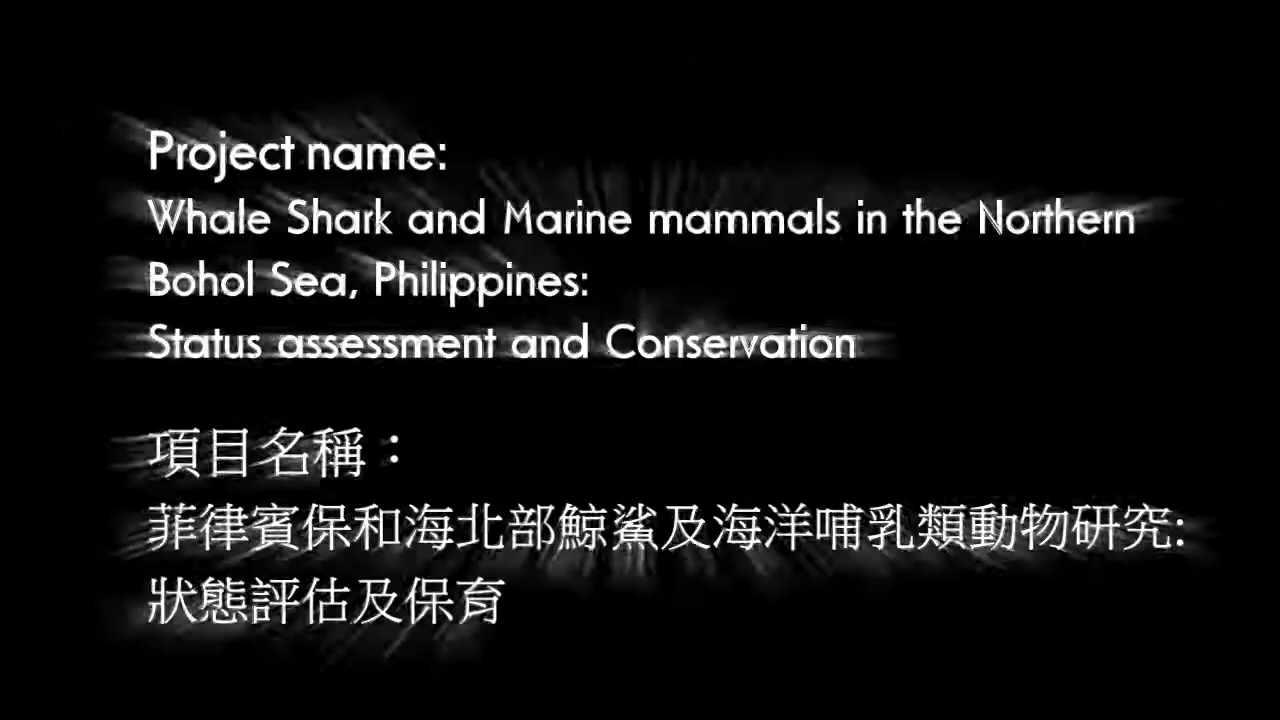 Project name:
Whale Shark and Marine mammals in the Northern
Bohol Sea, Philippines:
Status assessment and Conservation
項目名稱：
菲律賓保和海北部鯨鯊及海洋哺乳類動物研究:
狀態評估及保育